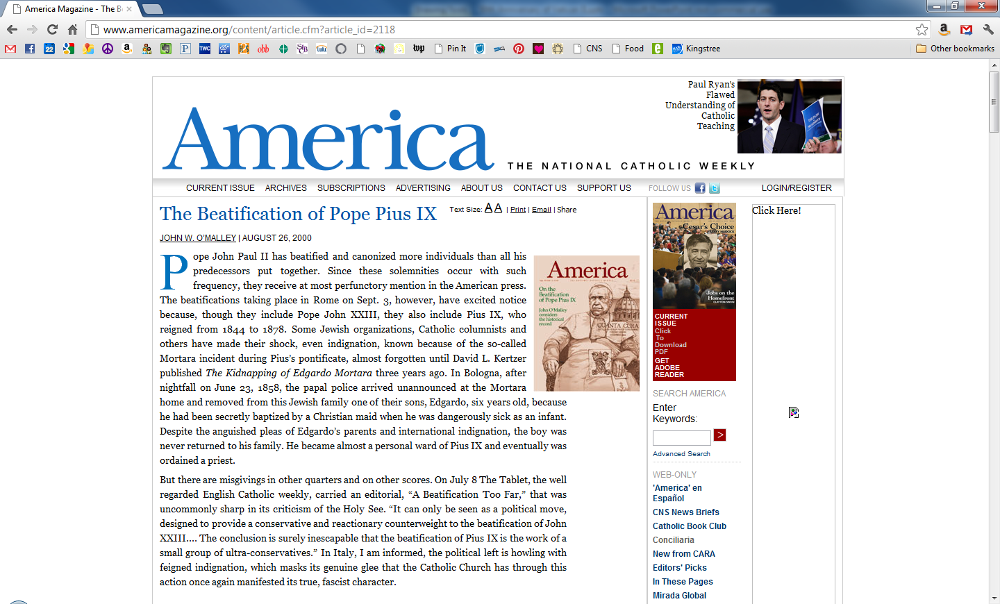 America Magazine - The B
www.americamagazine.org/content/article.cfm?article_id=2118
22
TWC
obb
Lulu
wp
Pin It
CNS
Food
Kingstree
Other bookmarks
Paul Ryan's
Flawed
Understanding of
Catholic
Teaching
America
THE NATIONAL CATHOLIC WEEKLY
CURRENT ISSUE ARCHIVES SUBSCRIPTIONS ADVERTISING ABOUT US CONTACT US SUPPORT US FOLLOW US LOGIN/REGISTER
The Beatification of Pope Pius IX
Text Size: A A | Print | Email | Share
JOHN W. O'MALLEY | AUGUST 26, 2000
Pope John Paul II has beatified and canonized more individuals than all his
predecessors put together. Since these solemnities occur with such
frequency, they receive at most perfunctory mention in the American press.
The beatifications taking place in Rome on Sept. 3, however, have excited notice
because, though they include Pope John XXIII, they also include Pius IX, who
reigned from 1844 to 1878. Some Jewish organizations, Catholic columnists and
others have made their shock, even indignation, known because of the so-called
Mortara incident during Pius’s pontificate, almost forgotten until David L. Kertzer
published The Kidnapping of Edgardo Mortara three years ago. In Bologna, after
nightfall on June 23, 1858, the papal police arrived unannounced at the Mortara
home and removed from this Jewish family one of their sons, Edgardo, six years old, because
he had been secretly baptized by a Christian maid when he was dangerously sick as an infant.
Despite the anguished pleas of Edgardo’s parents and international indignation, the boy was
never returned to his family. He became almost a personal ward of Pius IX and eventually was
ordained a priest.
But there are misgivings in other quarters and on other scores. On July 8 The Tablet, the well
regarded English Catholic weekly, carried an editorial, “A Beatification Too Far,” that was
uncommonly sharp in its criticism of the Holy See. “It can only be seen as a political move,
designed to provide a conservative and reactionary counterweight to the beatification of John
XXIII.... The conclusion is surely inescapable that the beatification of Pius IX is the work of a
small group of ultra-conservatives.” In Italy, I am informed, the political left is howling with
feigned indignation, which masks its genuine glee that the Catholic Church has through this
action once again manifested its true, fascist character.
America
On the
Beatification
of Pope Pius IX
John O'Malley
considers
the historical
record
QUANTA CURA
America
Cesar's Choice
Jobs on the
Homefront
CURRENT
ISSUE
Click
To
Download
PDF
GET
ADOBE
READER
SEARCH AMERICA
Enter
Keywords:
>
Advanced Search
WEB-ONLY
'America' en
Español
CNS News Briefs
Catholic Book Club
Conciliaria
New from CARA
Editors' Picks
In These Pages
Mirada Global
Click Here!